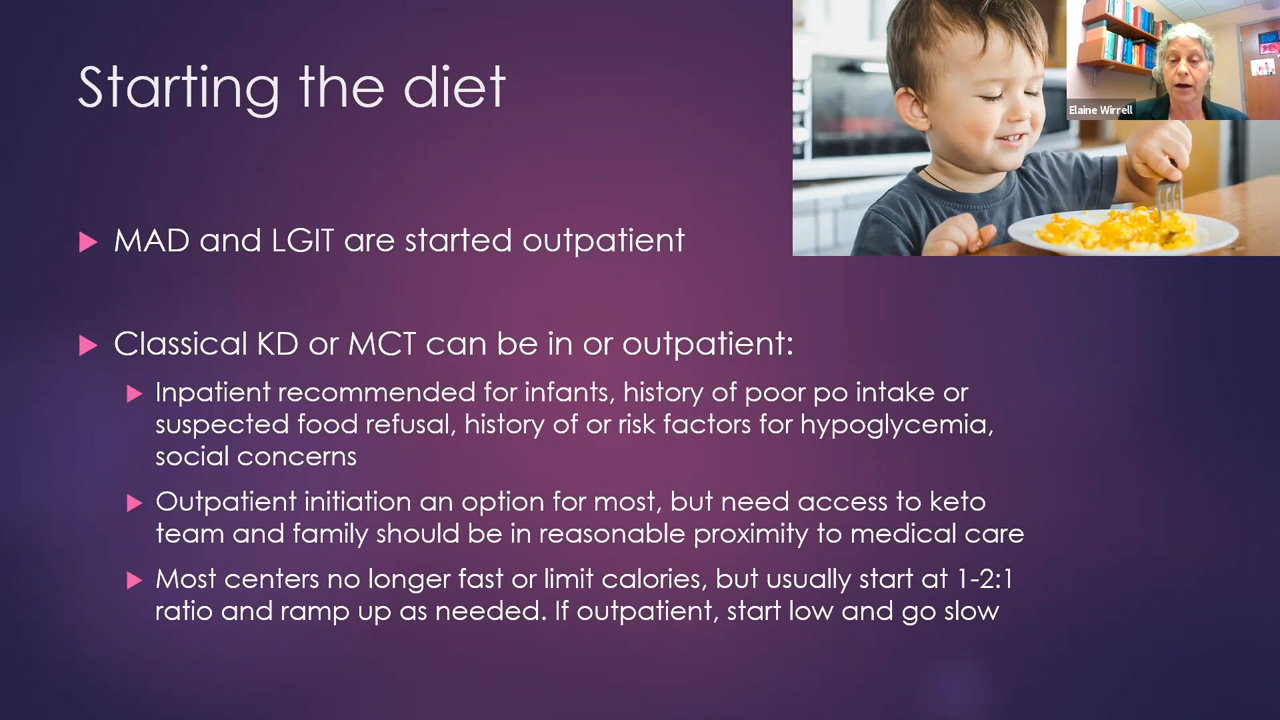 Starting the diet
Elaine Wirrell
MAD and LGIT are started outpatient
Classical KD or MCT can be in or outpatient:
Inpatient recommended for infants, history of poor po intake or
suspected food refusal, history of or risk factors for hypoglycemia,
social concerns
Outpatient initiation an option for most, but need access to keto
team and family should be in reasonable proximity to medical care
Most centers no longer fast or limit calories, but usually start at 1-2:1
ratio and ramp up as needed. If outpatient, start low and go slow